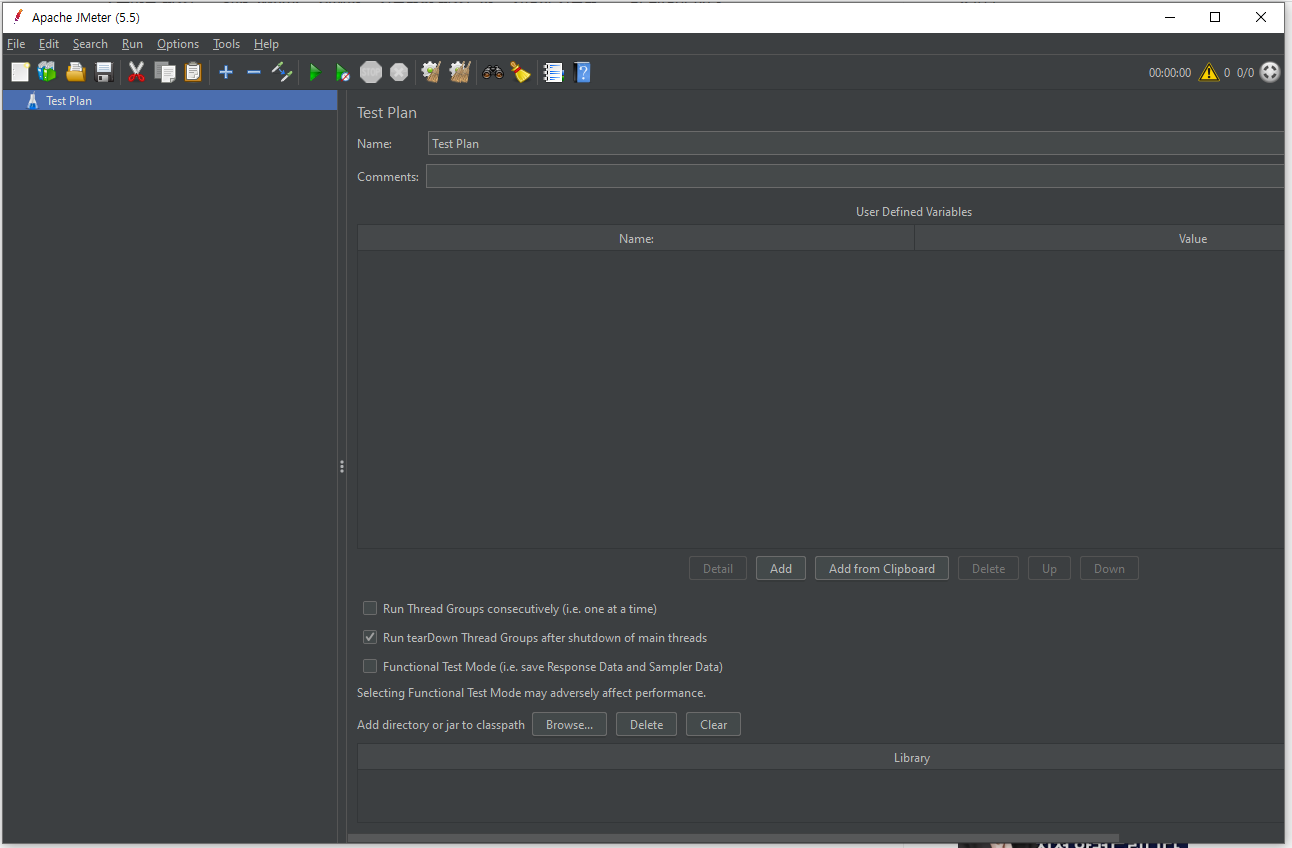 Apache JMeter (5.5)
File Edit Search Run Options Tools Help
STOP 00:00:00 0 0/0
Test Plan
Test Plan
Name: Test Plan
Comments:
User Defined Variables
Name: Value
Detail Add Add from Clipboard Delete Up Down
Run Thread Groups consecutively (i.e. one at a time)
Run tearDown Thread Groups after shutdown of main threads
Functional Test Mode (i.e. save Response Data and Sampler Data)
Selecting Functional Test Mode may adversely affect performance.
Add directory or jar to classpath Browse... Delete Clear
Library